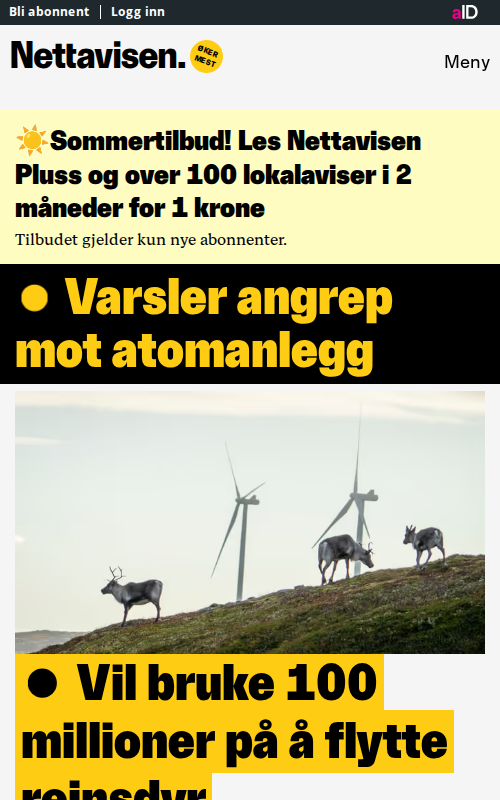 Bli abonnent Logg inn aID
Nettavisen. ØKER MEST
Meny
Sommertilbud! Les Nettavisen
Pluss og over 100 lokalaviser i 2
måneder for 1 krone
Tilbudet gjelder kun nye abonnenter.
Varsler angrep
mot atomanlegg
Vil bruke 100
millioner på å flytte
reinsdyr